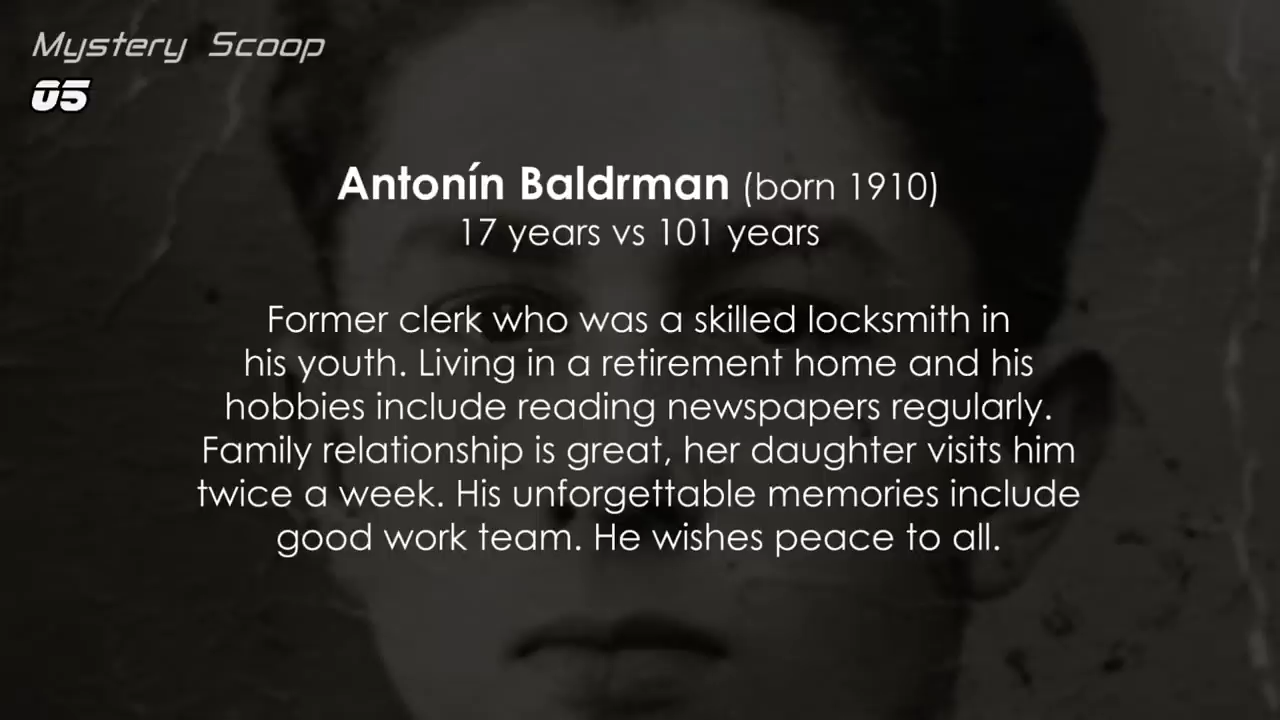 Mystery Scoop
05
Antonín Baldrman (born 1910)
17 years vs 101 years
Former clerk who was a skilled locksmith in
his youth. Living in a retirement home and his
hobbies include reading newspapers regularly.
Family relationship is great, her daughter visits him
twice a week. His unforgettable memories include
good work team. He wishes peace to all.